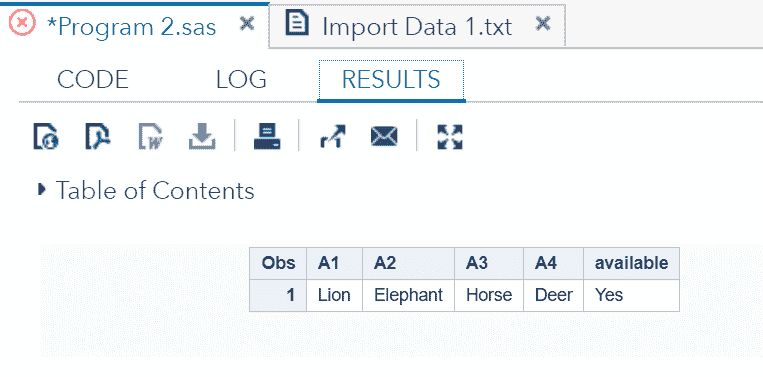 *Program 2.sas × Import Data 1.txt ×
CODE LOG RESULTS
Table of Contents
Obs A1 A2 A3 A4 available
1 Lion Elephant Horse Deer Yes